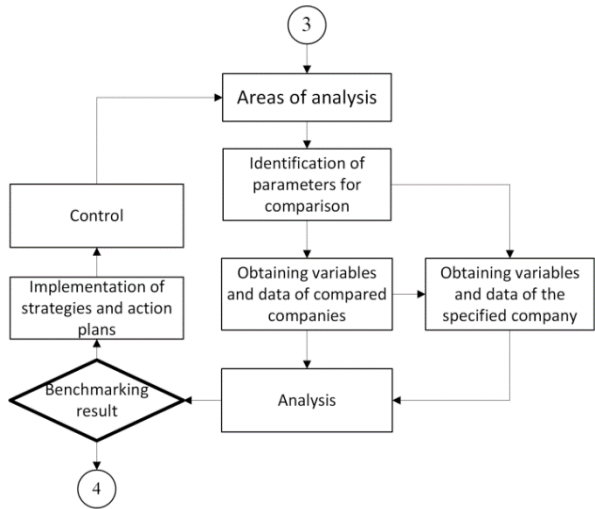 3
Areas of analysis
Identification of
parameters for
comparison
Control
Obtaining variables
and data of compared
companies
Obtaining variables
and data of the
specified company
Implementation of
strategies and action
plans
Benchmarking
result
Analysis
4